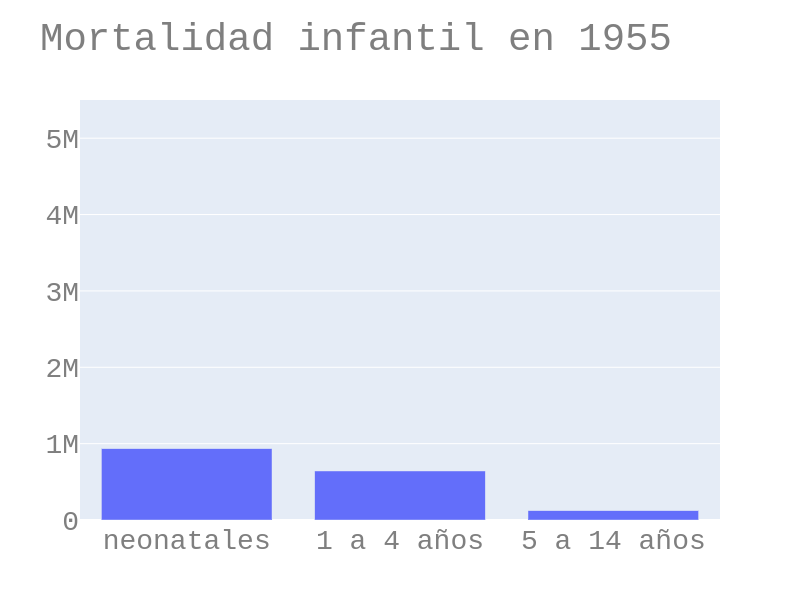 Mortalidad infantil en 1955
5M
4M
3M
2M
1M
0
neonatales 1 a 4 años 5 a 14 años